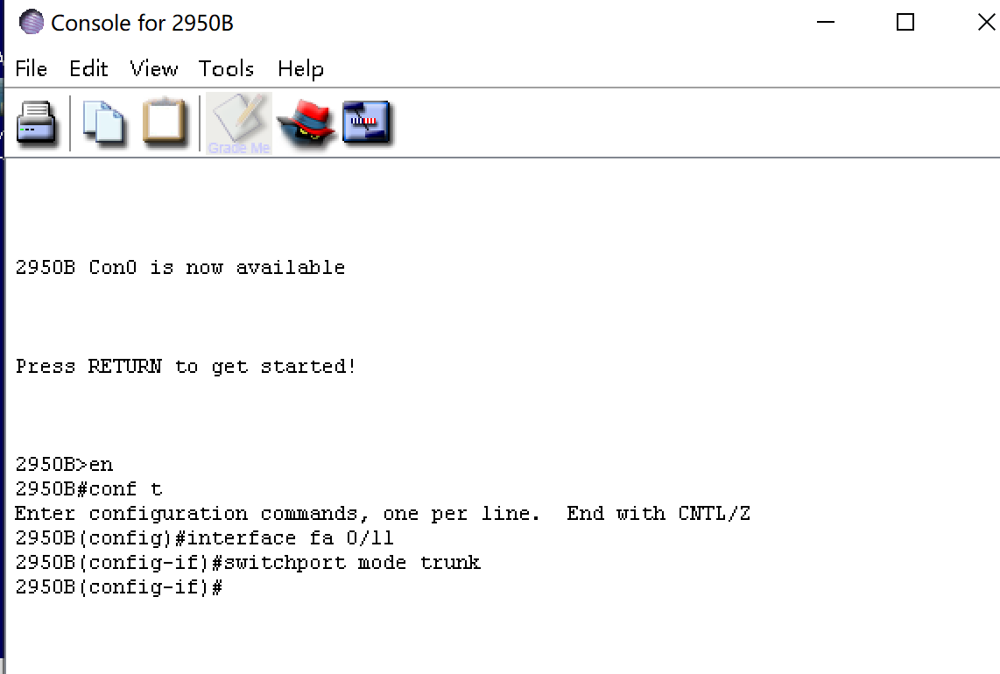 Console for 2950B
File Edit View Tools Help
Grade Me
2950B Con0 is now available
Press RETURN to get started!
2950B>en
2950B#conf t
Enter configuration commands, one per line.  End with CNTL/Z
2950B(config)#interface fa 0/11
2950B(config-if)#switchport mode trunk
2950B(config-if)#